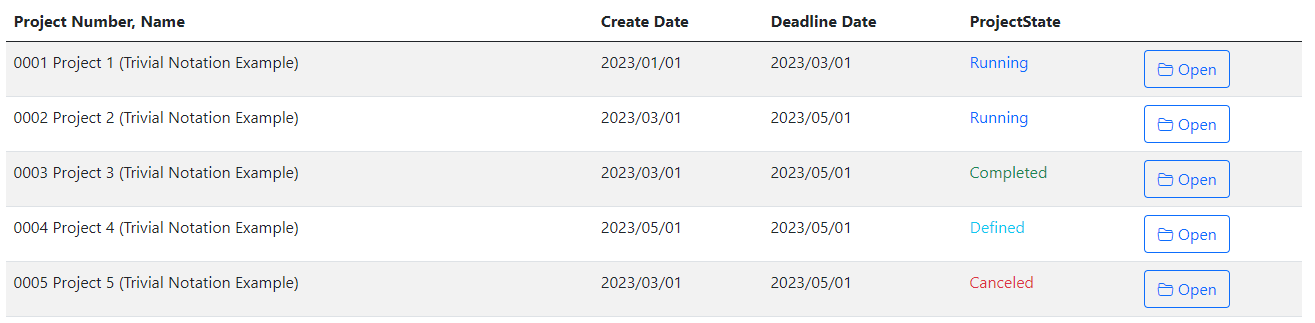 Project Number, Name Create Date Deadline Date ProjectState
0001 Project 1 (Trivial Notation Example) 2023/01/01 2023/03/01 Running Open
0002 Project 2 (Trivial Notation Example) 2023/03/01 2023/05/01 Running Open
0003 Project 3 (Trivial Notation Example) 2023/03/01 2023/05/01 Completed Open
0004 Project 4 (Trivial Notation Example) 2023/05/01 2023/05/01 Defined Open
0005 Project 5 (Trivial Notation Example) 2023/03/01 2023/05/01 Canceled Open